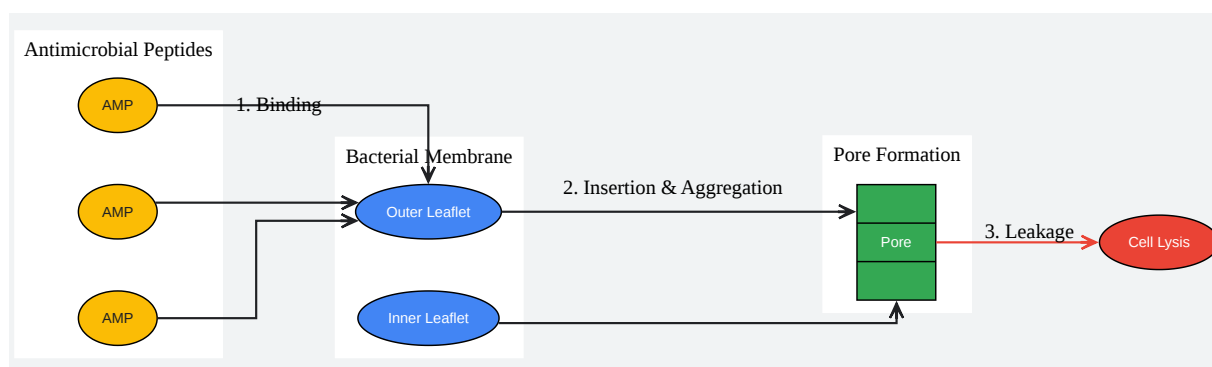 Antimicrobial Peptides
AMP
1. Binding
Bacterial Membrane
Pore Formation
2. Insertion & Aggregation
AMP
Outer Leaflet
3. Leakage
Pore
Cell Lysis
AMP
Inner Leaflet